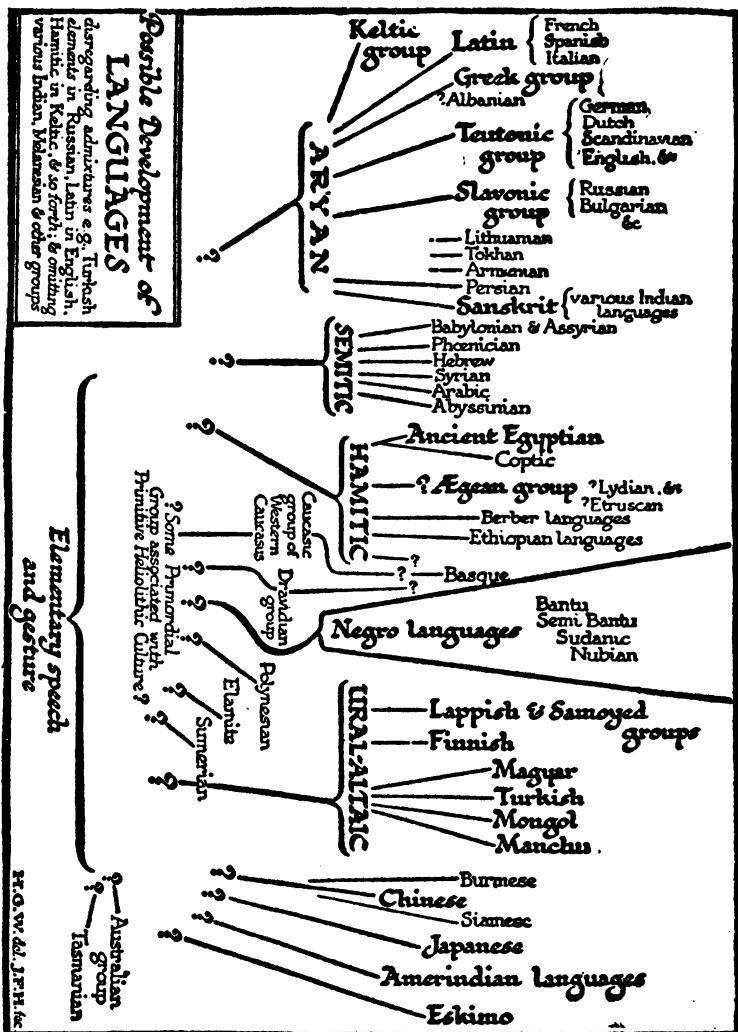 Possible Development of
LANGUAGES
disregarding admixtures e.g., Turkish
elements in Russian, Latin in English,
Hamitic in Keltic, & so forth; & omitting
various Indian, Melanesian & other groups
Keltic
group
Latin
French
Spanish
Italian
Greek group
?Albanian
Teutonic
group
German,
Dutch
Scandinavian
English, &c
Slavonic
group
Russian
Bulgarian
&c
Lithuanian
Tokhan
Armenian
Persian
Sanskrit
various Indian
languages
ARYAN
?
Babylonian & Assyrian
Phœnician
Hebrew
Syrian
Arabic
Abyssinian
SEMITIC
?
Ancient Egyptian
Coptic
? Ægean group
?Lydian, &c
?Etruscan
Berber languages
Ethiopian languages
HAMITIC
?
?
? Basque
?
Caucasic
group of
Western
Caucasus
Dravidian
group
?
?
? Some Primordial
Group associated with
Primitive Heliolithic Culture ?
Negro languages
Bantu
Semi Bantu
Sudanic
Nubian
?
Polynesian
?
Elamite
?
Sumerian
Lappish & Samoyed
groups
Finnish
Magyar
Turkish
Mongol
Manchu.
URAL-ALTAIC
?
Burmese
? Chinese
Siamese
? Japanese
? Amerindian languages
? Eskimo
Elementary speech
and gesture
?
Australian
group
?
Tasmanian
H.G.W. del. J.F.H. fec